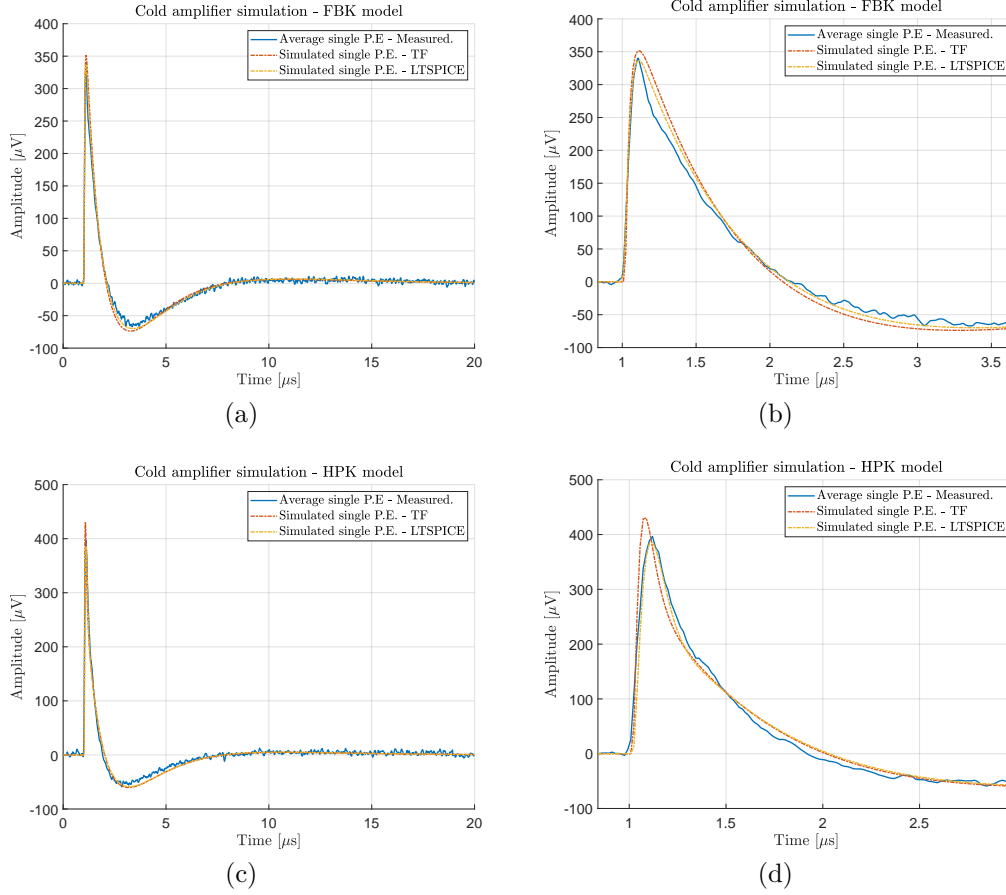 Cold amplifier simulation - FBK model
Average single P.E - Measured.
Simulated single P.E. - TF
Simulated single P.E. - LTSPICE
400
350
300
250
200
150
100
50
0
-50
-100
Amplitude [μV]
0 5 10 15 20
Time [μs]
(a)
Cold amplifier simulation - FBK model
Average single P.E - Measured.
Simulated single P.E. - TF
Simulated single P.E. - LTSPICE
400
350
300
250
200
150
100
50
0
-50
-100
Amplitude [μV]
1 1.5 2 2.5 3 3.5
Time [μs]
(b)
Cold amplifier simulation - HPK model
Average single P.E - Measured.
Simulated single P.E. - TF
Simulated single P.E. - LTSPICE
500
400
300
200
100
0
-100
Amplitude [μV]
0 5 10 15 20
Time [μs]
(c)
Cold amplifier simulation - HPK model
Average single P.E - Measured.
Simulated single P.E. - TF
Simulated single P.E. - LTSPICE
500
400
300
200
100
0
-100
Amplitude [μV]
1 1.5 2 2.5
Time [μs]
(d)